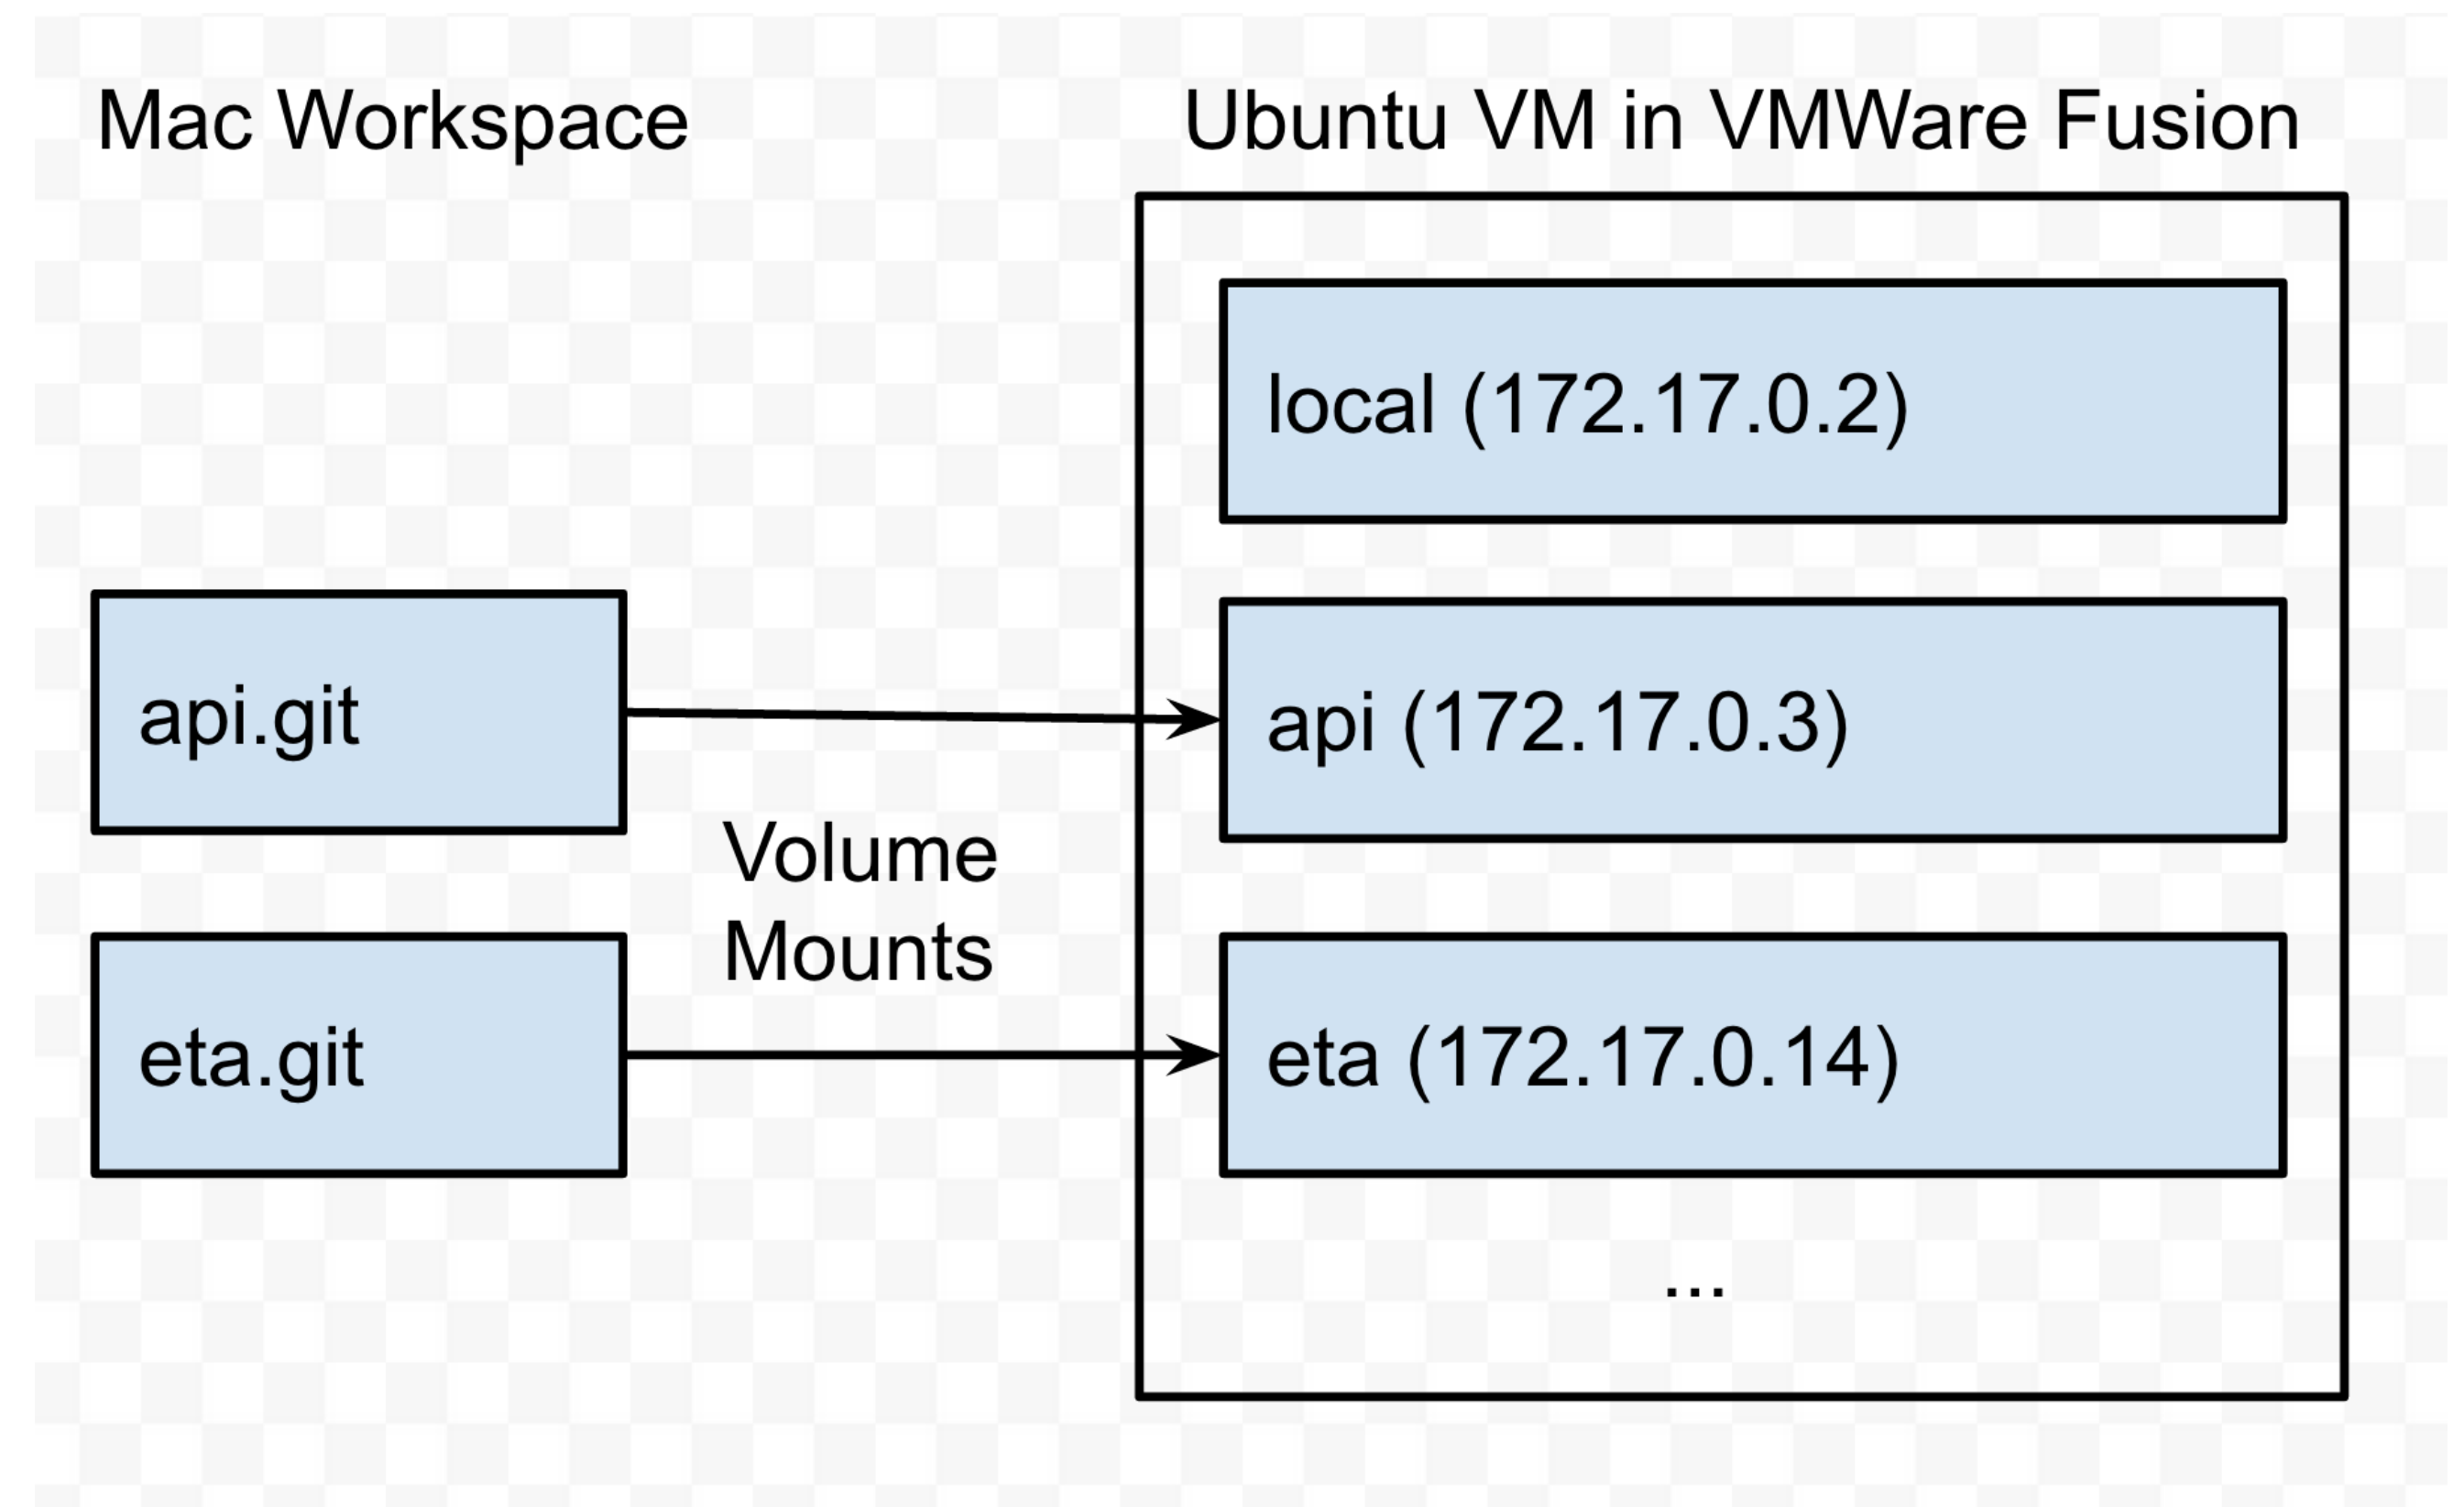 Mac Workspace
Ubuntu VM in VMWare Fusion
local (172.17.0.2)
api.git
api (172.17.0.3)
Volume
Mounts
eta.git
eta (172.17.0.14)
...